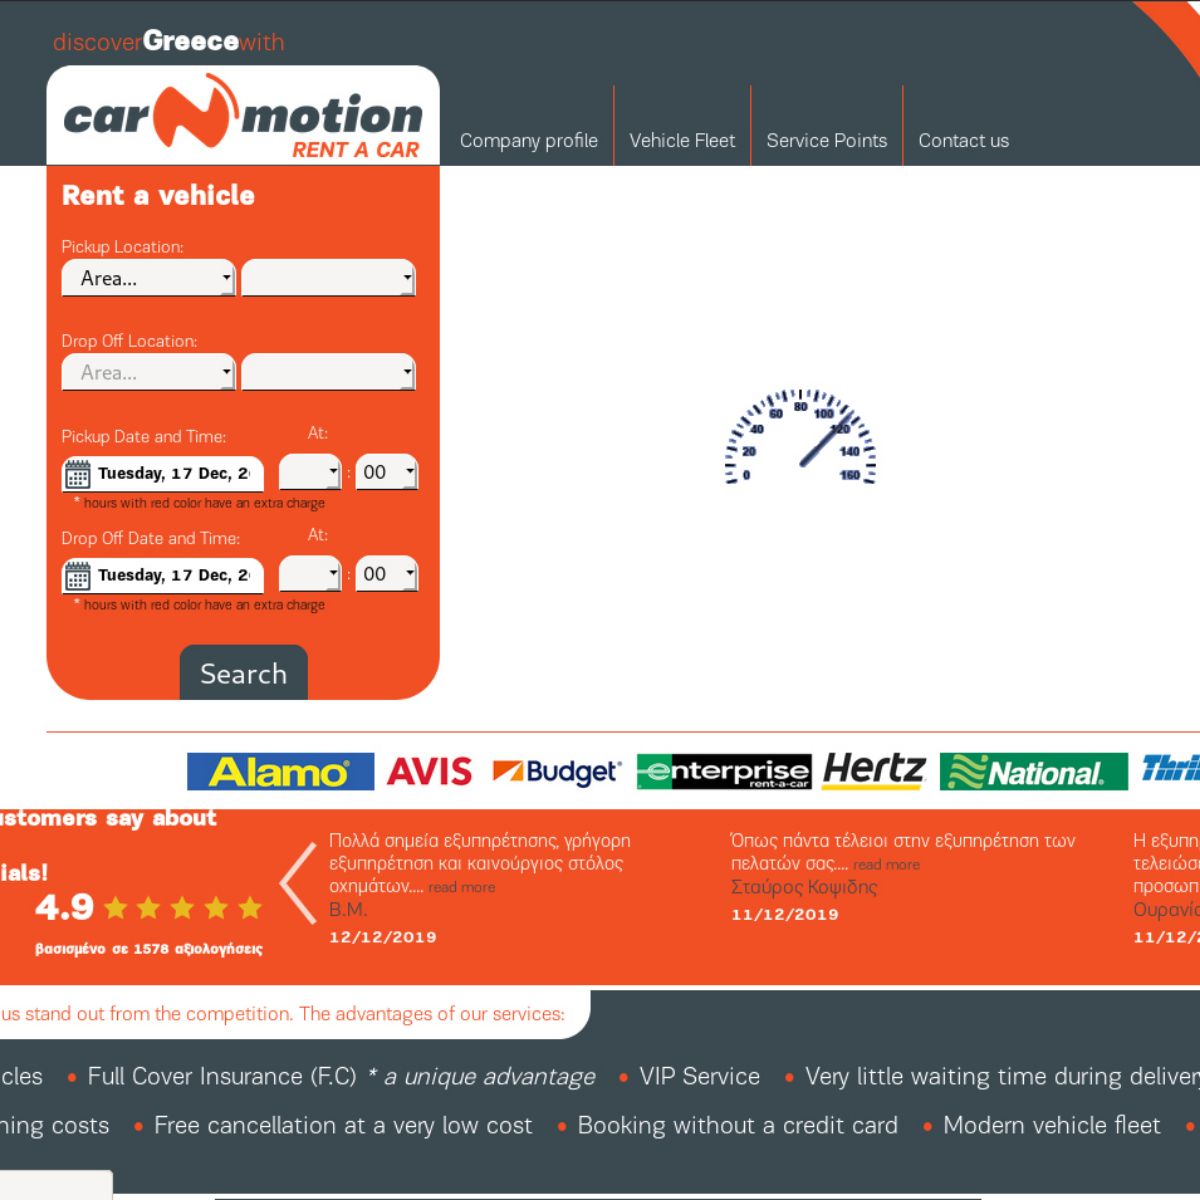 discoverGreecewith
carNmotion
RENT A CAR
Company profile
Vehicle Fleet
Service Points
Contact us
Rent a vehicle
Pickup Location:
Area...
Drop Off Location:
Area...
Pickup Date and Time:
At:
Tuesday, 17 Dec, 2
: 00
* hours with red color have an extra charge
Drop Off Date and Time:
At:
Tuesday, 17 Dec, 2
: 00
* hours with red color have an extra charge
Search
0 20 40 60 80 100 120 140 160
Alamo
AVIS
Budget
enterprise
rent-a-car
Hertz
National
ustomers say about
ials!
4.9
βασισμένο σε 1578 αξιολογήσεις
Πολλά σημεία εξυπηρέτησης, γρήγορη
εξυπηρέτηση και καινούργιος στόλος
οχημάτων.... read more
Β.Μ.
12/12/2019
Όπως πάντα τέλειοι στην εξυπηρέτηση των
πελατών σας.... read more
Σταύρος Κοψιδης
11/12/2019
Η εξυπη
τελειώσ
προσωπ
Ουρανία
11/12/2
us stand out from the competition. The advantages of our services:
cles • Full Cover Insurance (F.C) * a unique advantage • VIP Service • Very little waiting time during delivery
ning costs • Free cancellation at a very low cost • Booking without a credit card • Modern vehicle fleet •